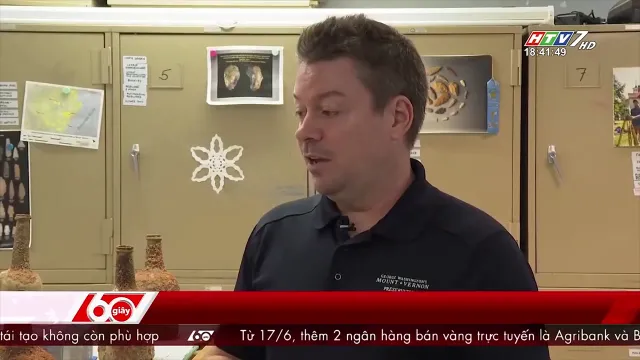 HTV7 HD
18:41:49
5
7
GEORGE WASHINGTON'S
MOUNT VERNON
60 giây
tái tạo không còn phù hợp 60 Từ 17/6, thêm 2 ngân hàng bán vàng trực tuyến là Agribank và B